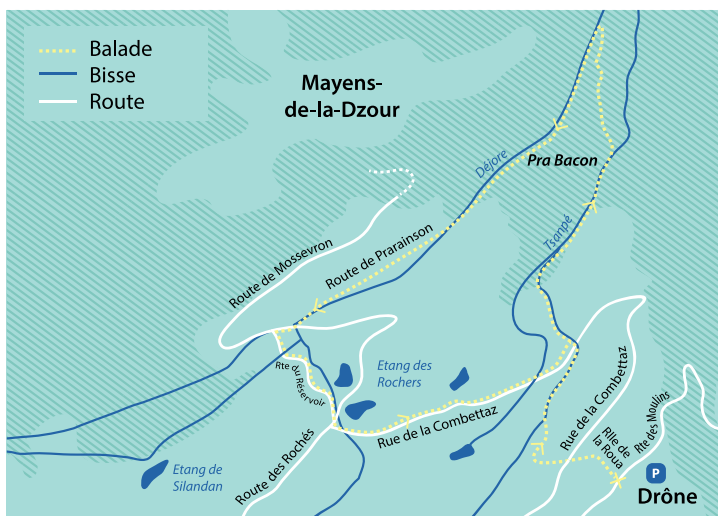 Balade
Bisse
Route
Mayens-
de-la-Dzour
Déjore
Pra Bacon
Tsanpé
Route de Mossevron
Route de Prarainson
Rte du Réservoir
Etang des
Rochers
Rue de la Combettaz
Rue de la Combettaz
Rlle de
la Roua
Rte des Moulins
Route des Rochés
Etang de
Silandan
P
Drône